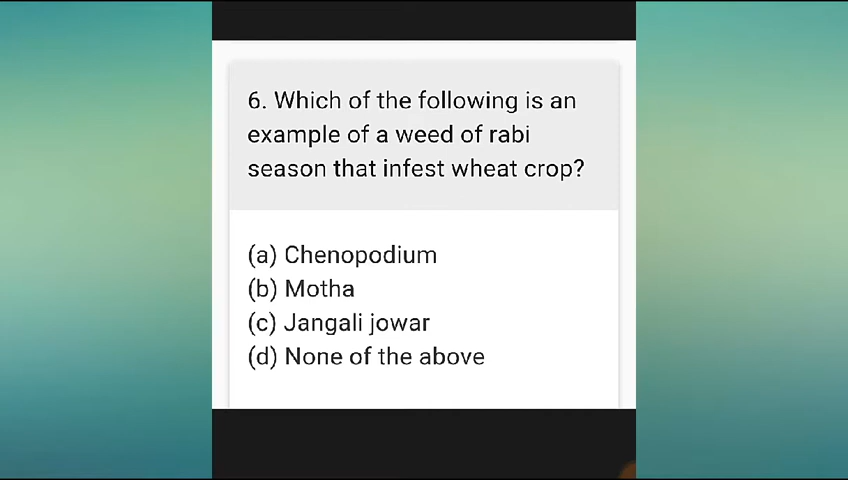 6. Which of the following is an
example of a weed of rabi
season that infest wheat crop?
(a) Chenopodium
(b) Motha
(c) Jangali jowar
(d) None of the above